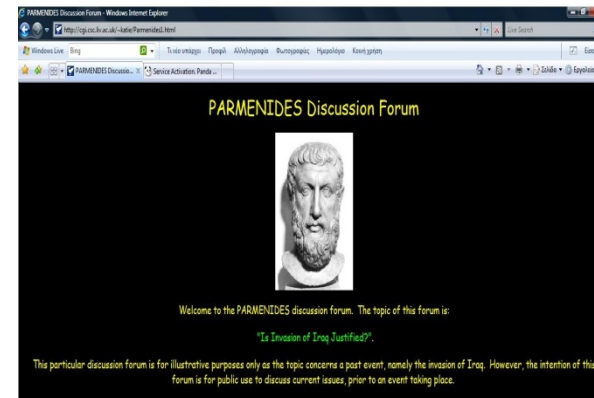 PARMENIDES Discussion Forum - Windows Internet Explorer
http://cgi.csc.liv.ac.uk/~katie/Parmenides1.html Live Search
Windows Live Bing Τι νέο υπάρχει Προφίλ Αλληλογραφία Φωτογραφίες Ημερολόγιο Κοινή χρήση
PARMENIDES Discussio... Service Activation. Panda ... Σελίδα Εργαλεία
PARMENIDES Discussion Forum
Welcome to the PARMENIDES discussion forum. The topic of this forum is:
"Is Invasion of Iraq Justified?".
This particular discussion forum is for illustrative purposes only as the topic concerns a past event, namely the invasion of Iraq. However, the intention of this
forum is for public use to discuss current issues, prior to an event taking place.